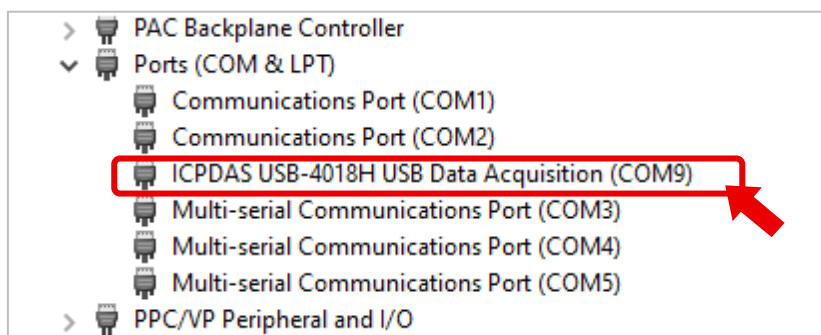 PAC Backplane Controller
Ports (COM & LPT)
Communications Port (COM1)
Communications Port (COM2)
ICPDAS USB-4018H USB Data Acquisition (COM9)
Multi-serial Communications Port (COM3)
Multi-serial Communications Port (COM4)
Multi-serial Communications Port (COM5)
PPC/VP Peripheral and I/O